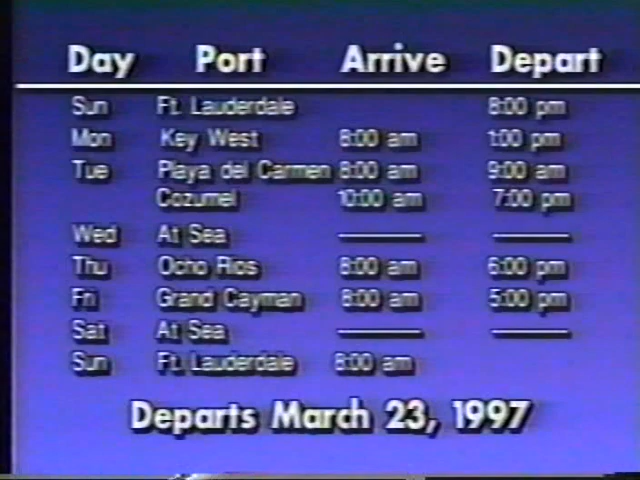 Day Port Arrive Depart
Sun Ft. Lauderdale 8:00 pm
Mon Key West 8:00 am 1:00 pm
Tue Playa del Carmen 8:00 am 9:00 am
Cozumel 10:00 am 7:00 pm
Wed At Sea
Thu Ocho Rios 8:00 am 6:00 pm
Fri Grand Cayman 8:00 am 5:00 pm
Sat At Sea
Sun Ft. Lauderdale 8:00 am
Departs March 23, 1997